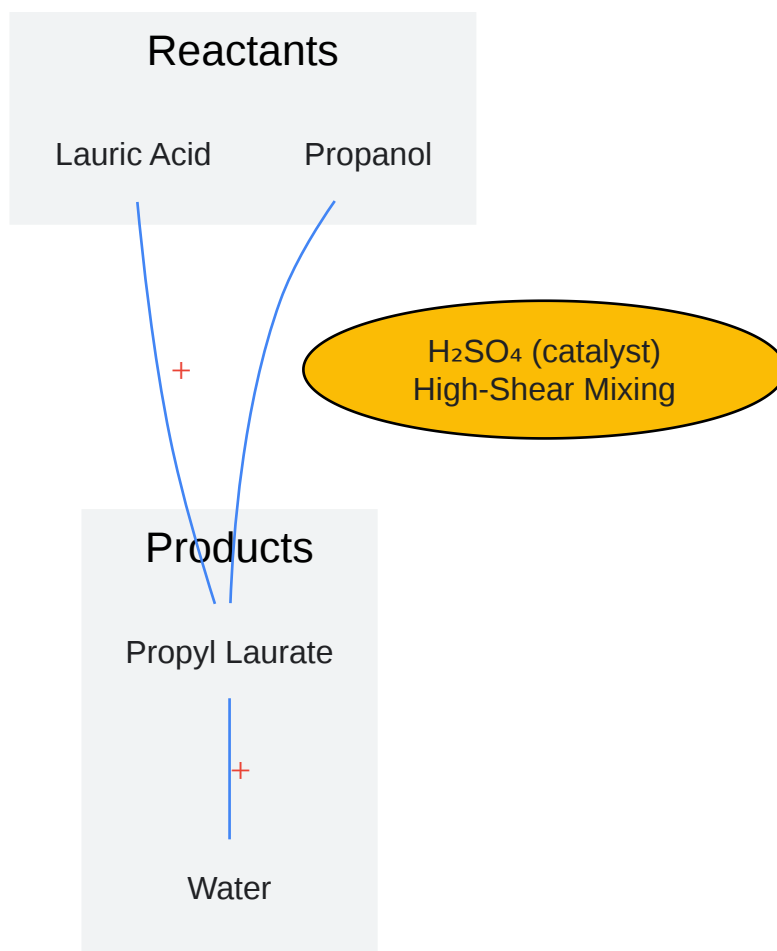 Reactants
Lauric Acid
Propanol
+
H₂SO₄ (catalyst)
High-Shear Mixing
Products
Propyl Laurate
+
Water